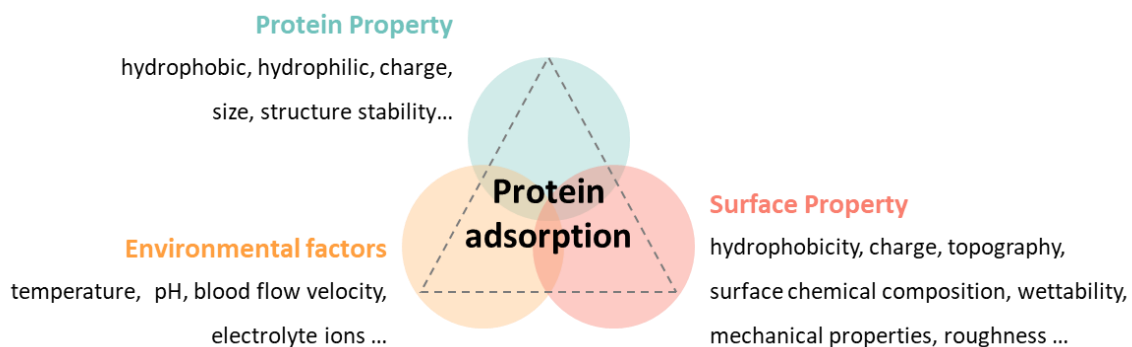 Protein Property
hydrophobic, hydrophilic, charge,
size, structure stability…
Protein
adsorption
Environmental factors
temperature, pH, blood flow velocity,
electrolyte ions …
Surface Property
hydrophobicity, charge, topography,
surface chemical composition, wettability,
mechanical properties, roughness …